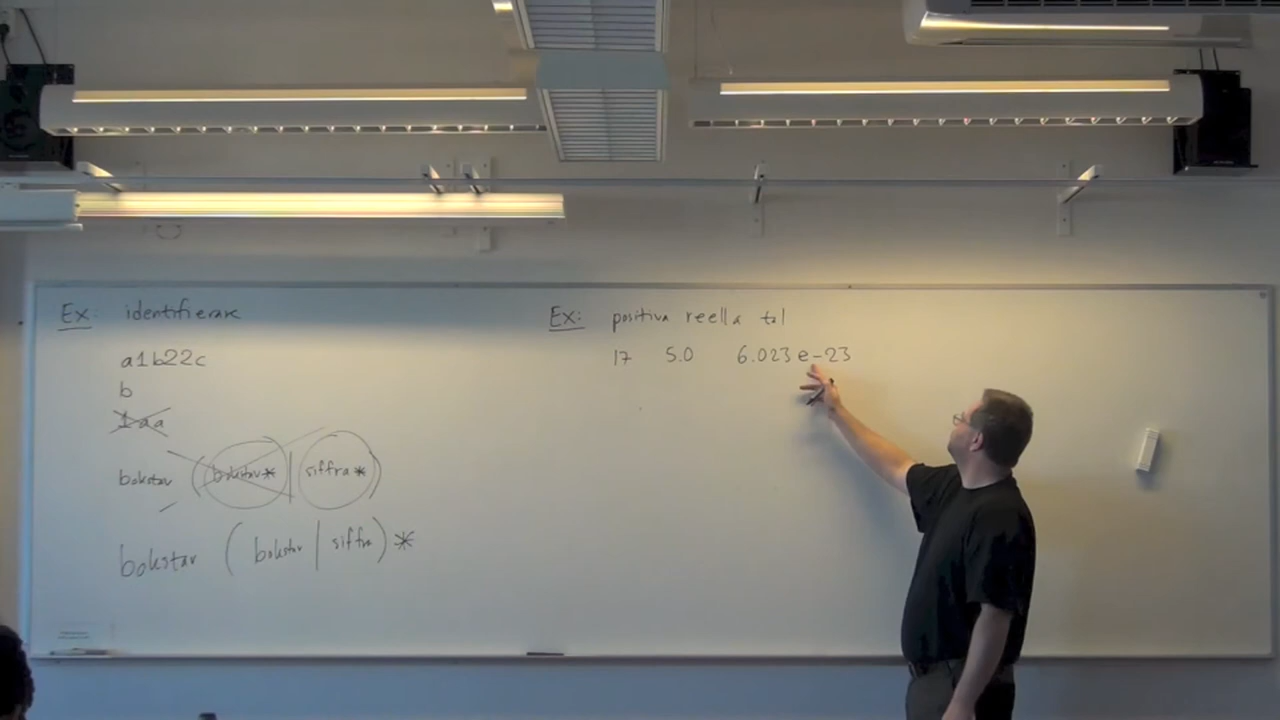 Ex: identifierare
a1b22c
b
1aa
bokstav (bokstav* | siffra*)
bokstav (bokstav | siffra)*
Ex: positiva reella tal
17 5.0 6.023e-23